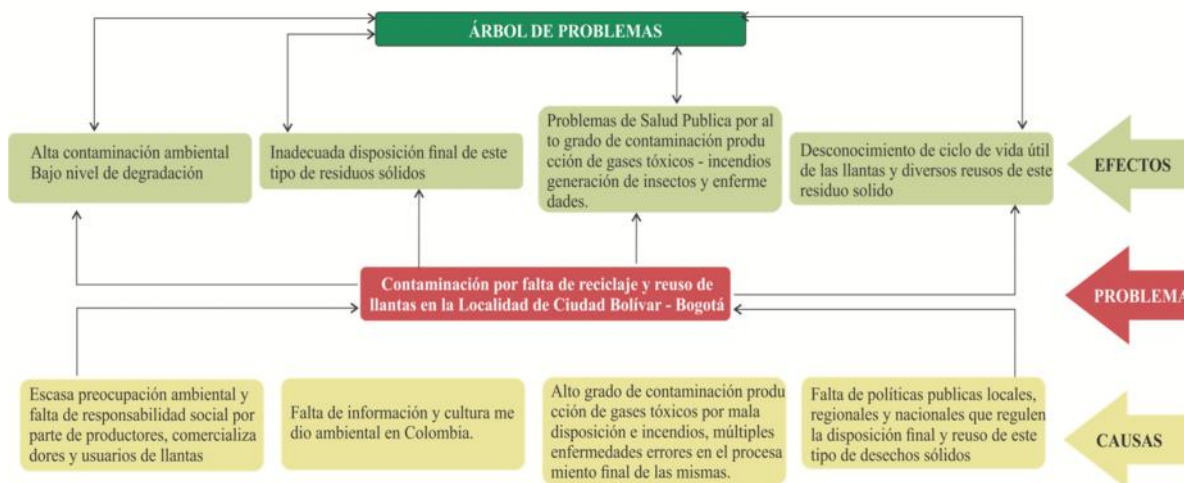 ÁRBOL DE PROBLEMAS
Alta contaminación ambiental
Bajo nivel de degradación
Inadecuada disposición final de este
tipo de residuos sólidos
Problemas de Salud Publica por al
to grado de contaminación produ
cción de gases tóxicos - incendios
generación de insectos y enferme
dades.
Desconocimiento de ciclo de vida útil
de las llantas y diversos reusos de este
residuo solido
EFECTOS
Contaminación por falta de reciclaje y reuso de
llantas en la Localidad de Ciudad Bolívar - Bogotá
PROBLEMA
Escasa preocupación ambiental y
falta de responsabilidad social por
parte de productores, comercializa
dores y usuarios de llantas
Falta de información y cultura me
dio ambiental en Colombia.
Alto grado de contaminación produ
cción de gases tóxicos por mala
disposición e incendios, múltiples
enfermedades errores en el procesa
miento final de las mismas.
Falta de políticas publicas locales,
regionales y nacionales que regulen
la disposición final y reuso de este
tipo de desechos sólidos
CAUSAS